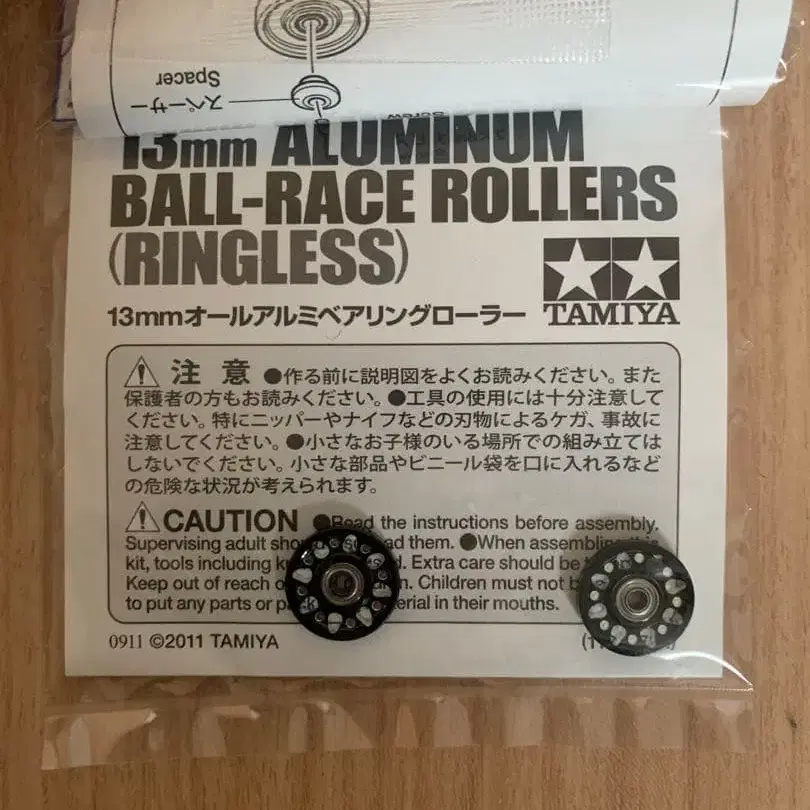 スペーサー
Spacer
Screw
13mm ALUMINUM
BALL-RACE ROLLERS
(RINGLESS)
13mmオールアルミベアリングローラー
TAMIYA
注 意 ●作る前に説明図をよくお読みください。また
保護者の方もお読みください。●工具の使用には十分注意して
ください。特にニッパーやナイフなどの刃物によるケガ、事故に
注意してください。●小さなお子様のいる場所での組み立ては
しないでください。小さな部品やビニール袋を口に入れるなど
の危険な状況が考えられます。
CAUTION ●Read the instructions before assembly.
Supervising adult should read them. ●When assembling this
kit, tools including are used. Extra care should be
Keep out of reach of children. Children must not be
to put any parts or material in their mouths.
0911 ©2011 TAMIYA